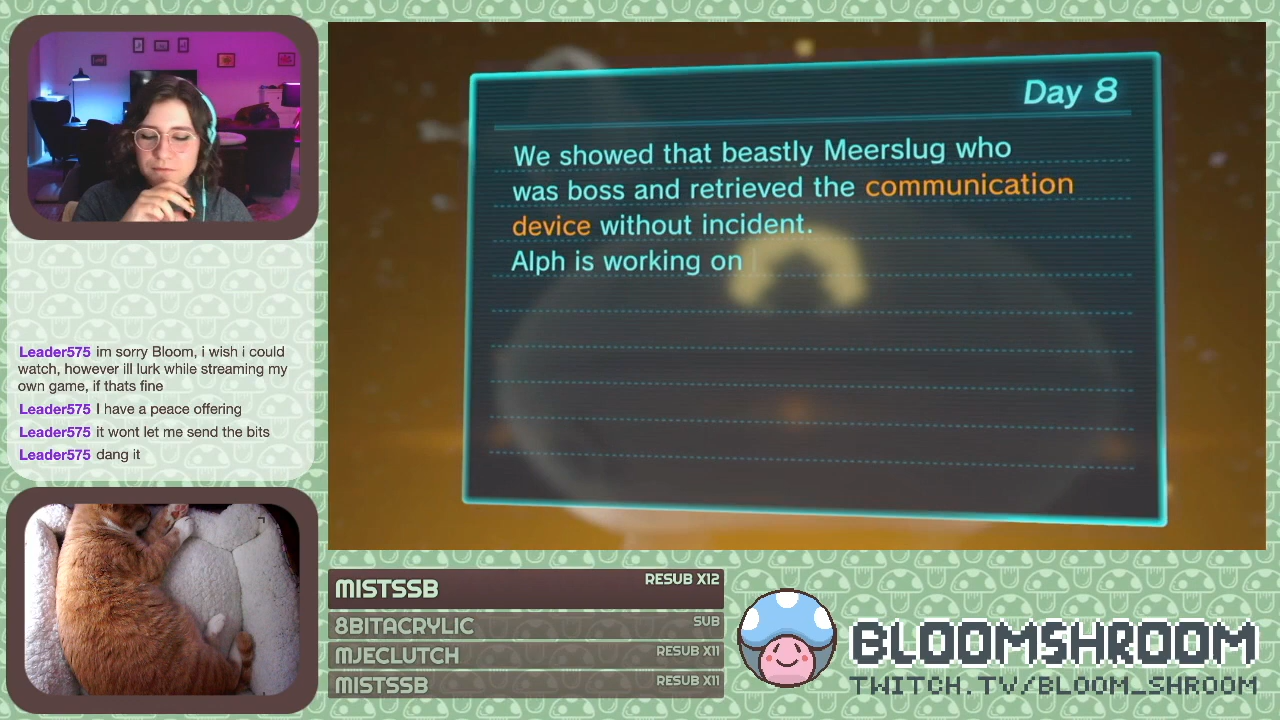 Day 8
We showed that beastly Meerslug who
was boss and retrieved the communication
device without incident.
Alph is working on
Leader575 im sorry Bloom, i wish i could
watch, however ill lurk while streaming my
own game, if thats fine
Leader575 I have a peace offering
Leader575 it wont let me send the bits
Leader575 dang it
MISTSSB RESUB X12
8BITACRYLIC SUB
MJECLUTCH RESUB X11
MISTSSB RESUB X11
BLOOMSHROOM
TWITCH.TV/BLOOM_SHROOM